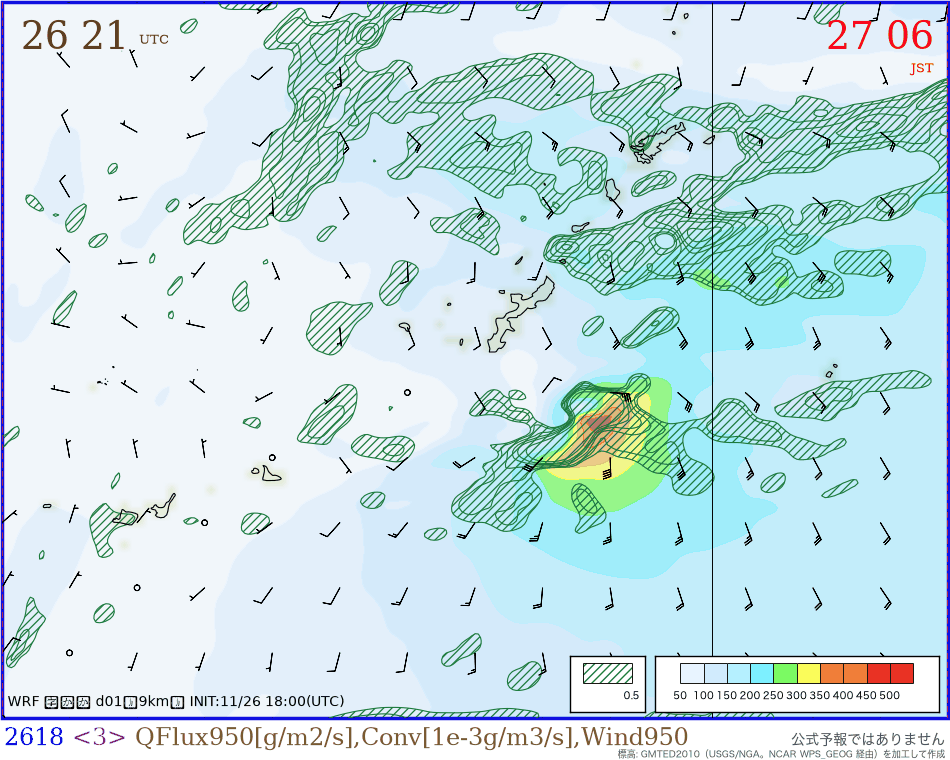 26 21 UTC
27 06
JST
0.5
50 100 150 200 250 300 350 400 450 500
WRF d01 9km INIT:11/26 18:00(UTC)
2618 <3> QFlux950[g/m2/s],Conv[1e-3g/m3/s],Wind950
公式予報ではありません
標高: GMTED2010（USGS/NGA。NCAR WPS_GEOG 経由）を加工して作成